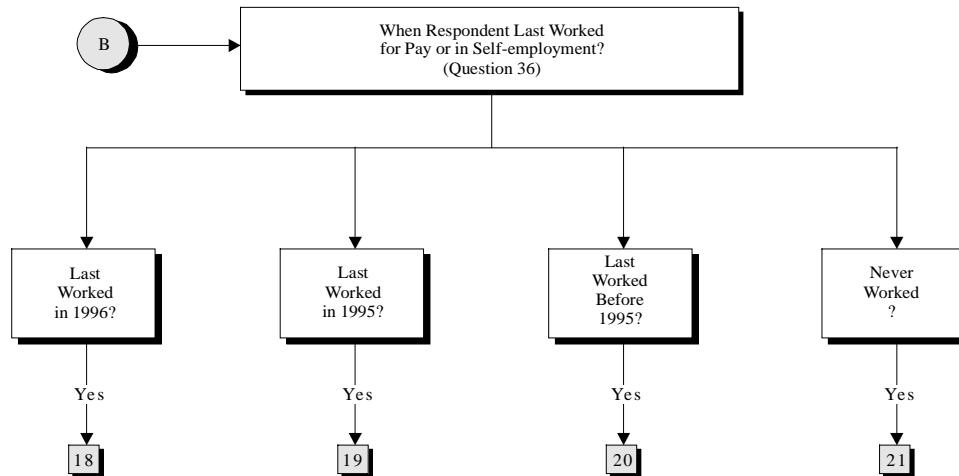 B
When Respondent Last Worked
for Pay or in Self-employment?
(Question 36)
Last
Worked
in 1996?
Last
Worked
in 1995?
Last
Worked
Before
1995?
Never
Worked
?
Yes
Yes
Yes
Yes
18
19
20
21